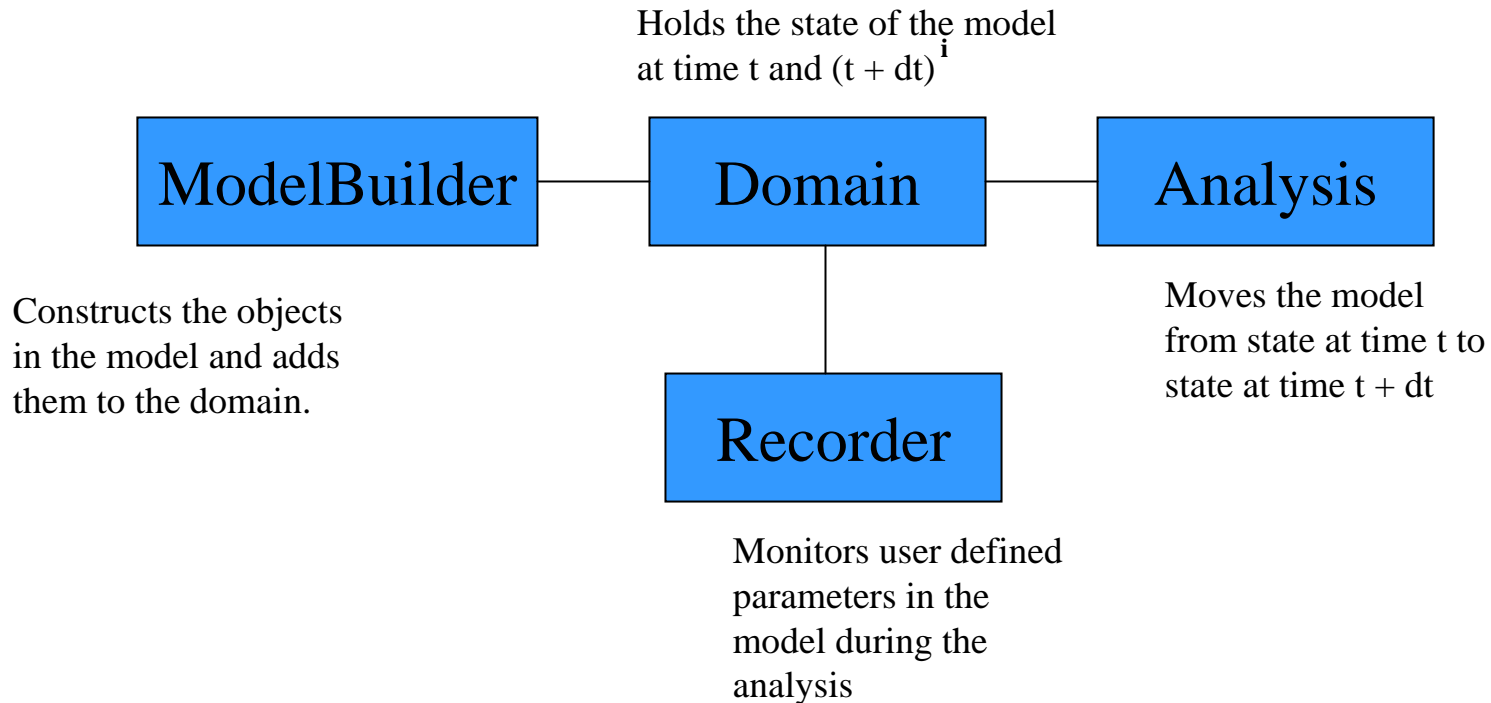 Holds the state of the model
at time t and (t + dt)^i
ModelBuilder
Domain
Analysis
Constructs the objects
in the model and adds
them to the domain.
Moves the model
from state at time t to
state at time t + dt
Recorder
Monitors user defined
parameters in the
model during the
analysis